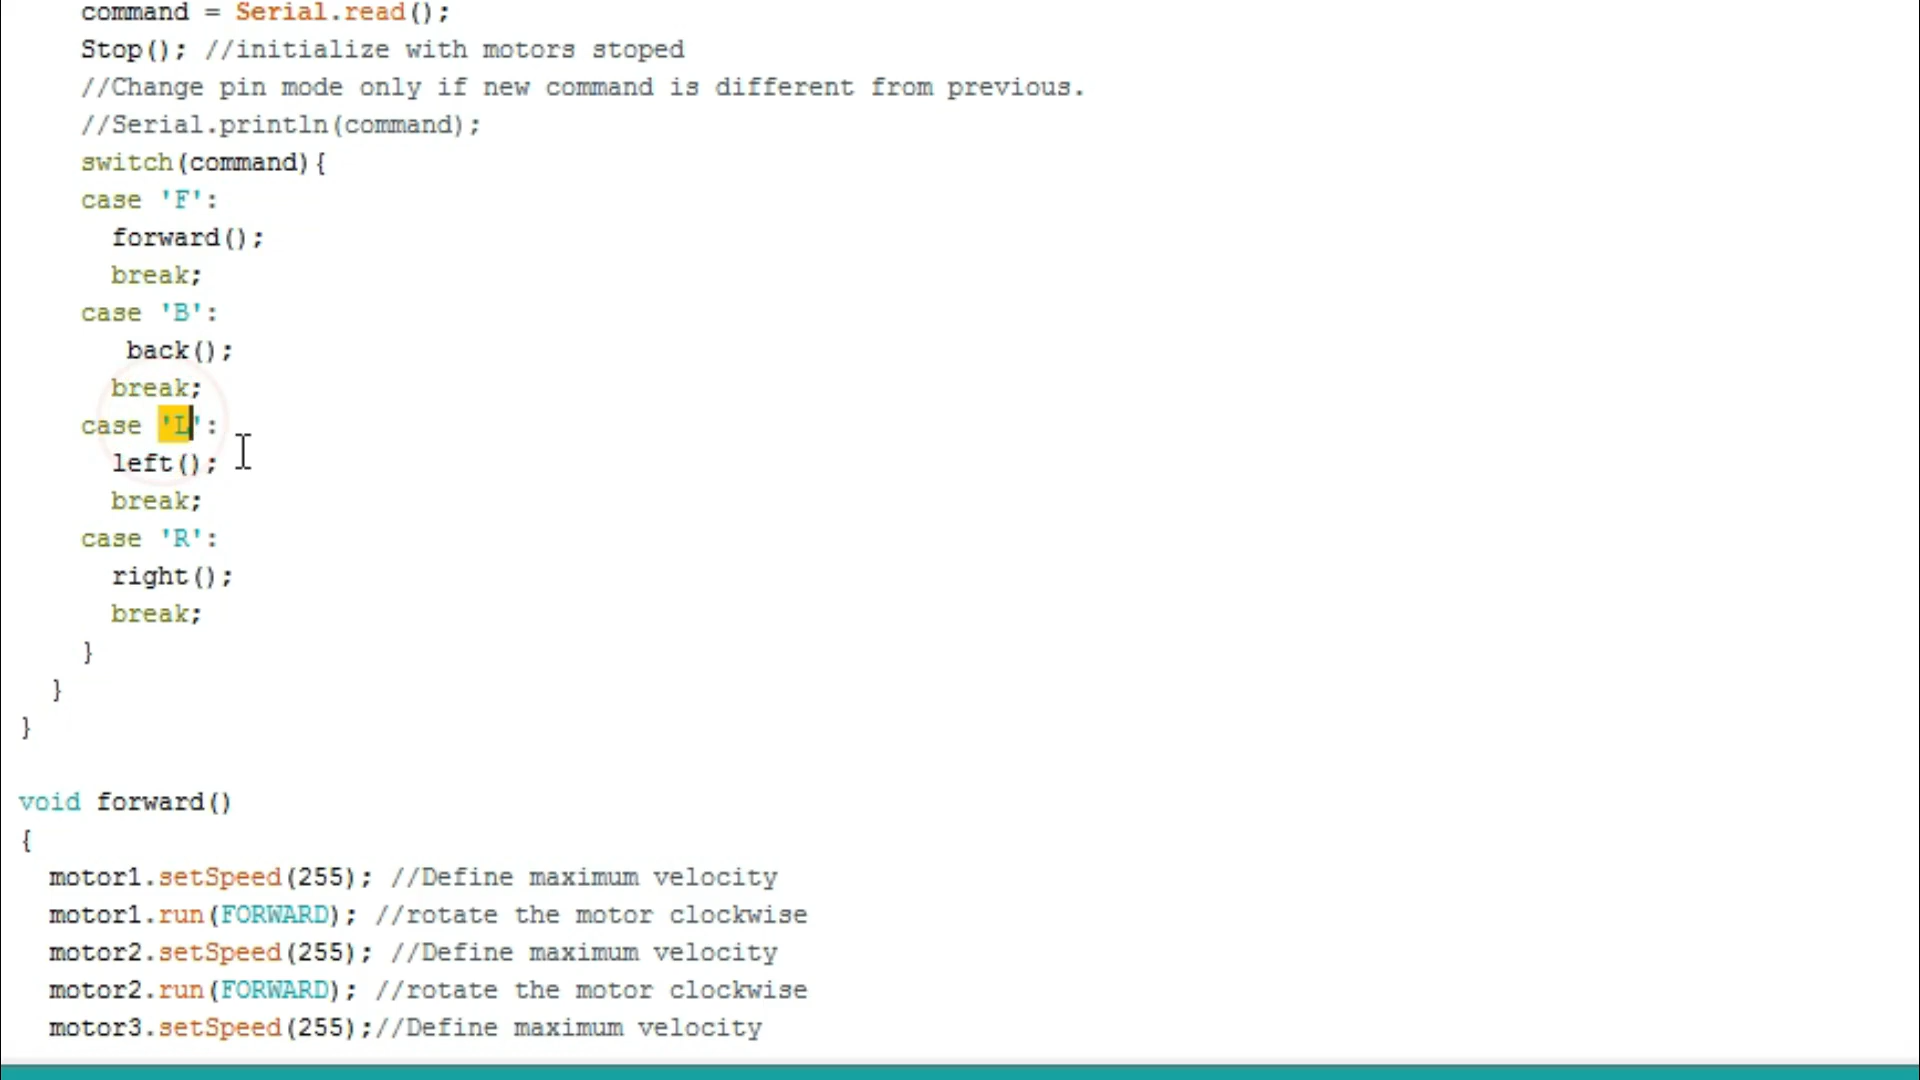 command = Serial.read();
Stop(); //initialize with motors stoped
//Change pin mode only if new command is different from previous.
//Serial.println(command);
switch(command){
case 'F':
forward();
break;
case 'B':
back();
break;
case 'L':
left();
break;
case 'R':
right();
break;
}
}
}
void forward()
{
motor1.setSpeed(255); //Define maximum velocity
motor1.run(FORWARD); //rotate the motor clockwise
motor2.setSpeed(255); //Define maximum velocity
motor2.run(FORWARD); //rotate the motor clockwise
motor3.setSpeed(255);//Define maximum velocity